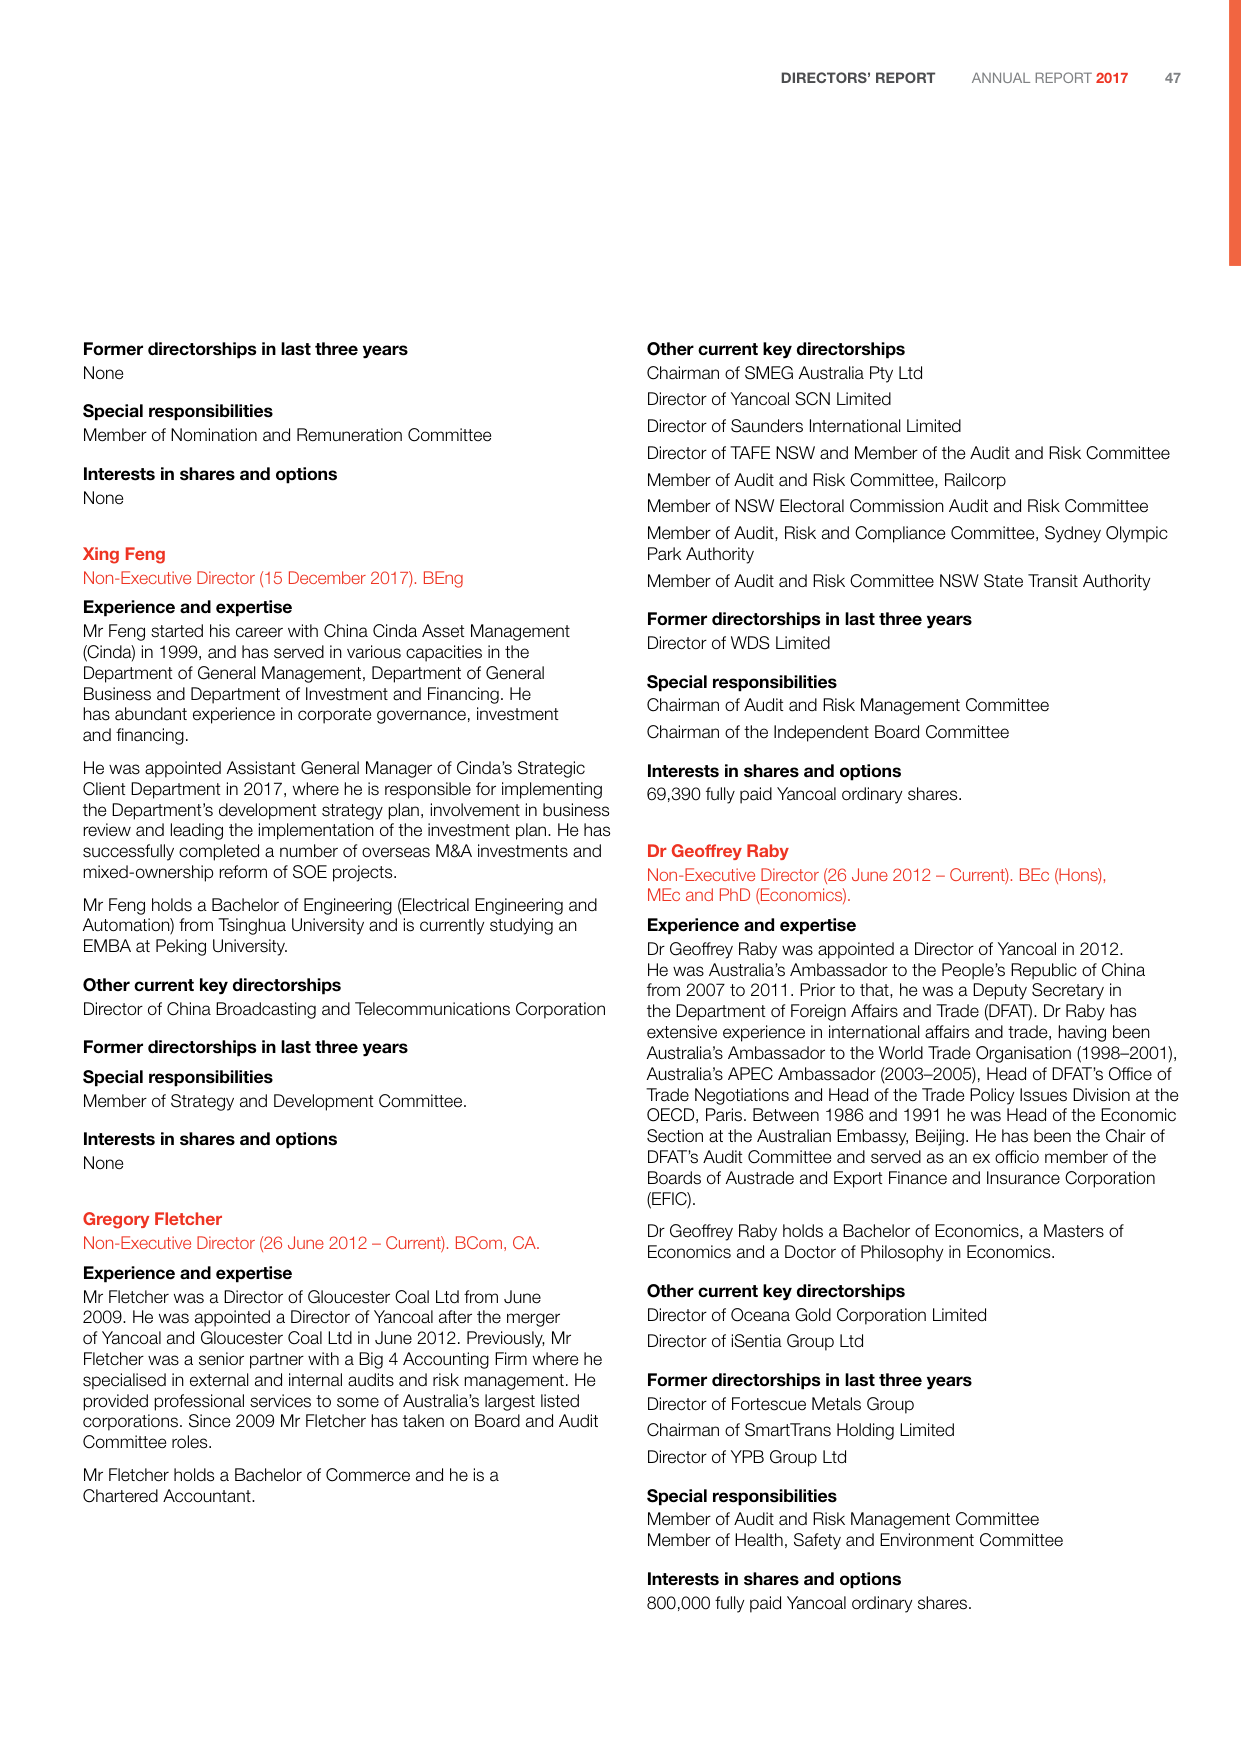 DIRECTORS’ REPORT ANNUAL REPORT 2017 47
Former directorships in last three years
None
Special responsibilities
Member of Nomination and Remuneration Committee
Interests in shares and options
None
Xing Feng
Non-Executive Director (15 December 2017). BEng
Experience and expertise
Mr Feng started his career with China Cinda Asset Management
(Cinda) in 1999, and has served in various capacities in the
Department of General Management, Department of General
Business and Department of Investment and Financing. He
has abundant experience in corporate governance, investment
and financing.
He was appointed Assistant General Manager of Cinda’s Strategic
Client Department in 2017, where he is responsible for implementing
the Department’s development strategy plan, involvement in business
review and leading the implementation of the investment plan. He has
successfully completed a number of overseas M&A investments and
mixed-ownership reform of SOE projects.
Mr Feng holds a Bachelor of Engineering (Electrical Engineering and
Automation) from Tsinghua University and is currently studying an
EMBA at Peking University.
Other current key directorships
Director of China Broadcasting and Telecommunications Corporation
Former directorships in last three years
Special responsibilities
Member of Strategy and Development Committee.
Interests in shares and options
None
Gregory Fletcher
Non-Executive Director (26 June 2012 – Current). BCom, CA.
Experience and expertise
Mr Fletcher was a Director of Gloucester Coal Ltd from June
2009. He was appointed a Director of Yancoal after the merger
of Yancoal and Gloucester Coal Ltd in June 2012. Previously, Mr
Fletcher was a senior partner with a Big 4 Accounting Firm where he
specialised in external and internal audits and risk management. He
provided professional services to some of Australia’s largest listed
corporations. Since 2009 Mr Fletcher has taken on Board and Audit
Committee roles.
Mr Fletcher holds a Bachelor of Commerce and he is a
Chartered Accountant.
Other current key directorships
Chairman of SMEG Australia Pty Ltd
Director of Yancoal SCN Limited
Director of Saunders International Limited
Director of TAFE NSW and Member of the Audit and Risk Committee
Member of Audit and Risk Committee, Railcorp
Member of NSW Electoral Commission Audit and Risk Committee
Member of Audit, Risk and Compliance Committee, Sydney Olympic
Park Authority
Member of Audit and Risk Committee NSW State Transit Authority
Former directorships in last three years
Director of WDS Limited
Special responsibilities
Chairman of Audit and Risk Management Committee
Chairman of the Independent Board Committee
Interests in shares and options
69,390 fully paid Yancoal ordinary shares.
Dr Geoffrey Raby
Non-Executive Director (26 June 2012 – Current). BEc (Hons),
MEc and PhD (Economics).
Experience and expertise
Dr Geoffrey Raby was appointed a Director of Yancoal in 2012.
He was Australia’s Ambassador to the People’s Republic of China
from 2007 to 2011. Prior to that, he was a Deputy Secretary in
the Department of Foreign Affairs and Trade (DFAT). Dr Raby has
extensive experience in international affairs and trade, having been
Australia’s Ambassador to the World Trade Organisation (1998–2001),
Australia’s APEC Ambassador (2003–2005), Head of DFAT’s Office of
Trade Negotiations and Head of the Trade Policy Issues Division at the
OECD, Paris. Between 1986 and 1991 he was Head of the Economic
Section at the Australian Embassy, Beijing. He has been the Chair of
DFAT’s Audit Committee and served as an ex officio member of the
Boards of Austrade and Export Finance and Insurance Corporation
(EFIC).
Dr Geoffrey Raby holds a Bachelor of Economics, a Masters of
Economics and a Doctor of Philosophy in Economics.
Other current key directorships
Director of Oceana Gold Corporation Limited
Director of iSentia Group Ltd
Former directorships in last three years
Director of Fortescue Metals Group
Chairman of SmartTrans Holding Limited
Director of YPB Group Ltd
Special responsibilities
Member of Audit and Risk Management Committee
Member of Health, Safety and Environment Committee
Interests in shares and options
800,000 fully paid Yancoal ordinary shares.